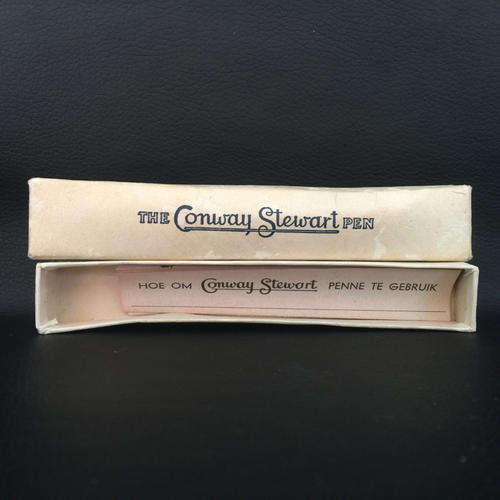 THE Conway Stewart PEN
HOE OM Conway Stewart PENNE TE GEBRUIK